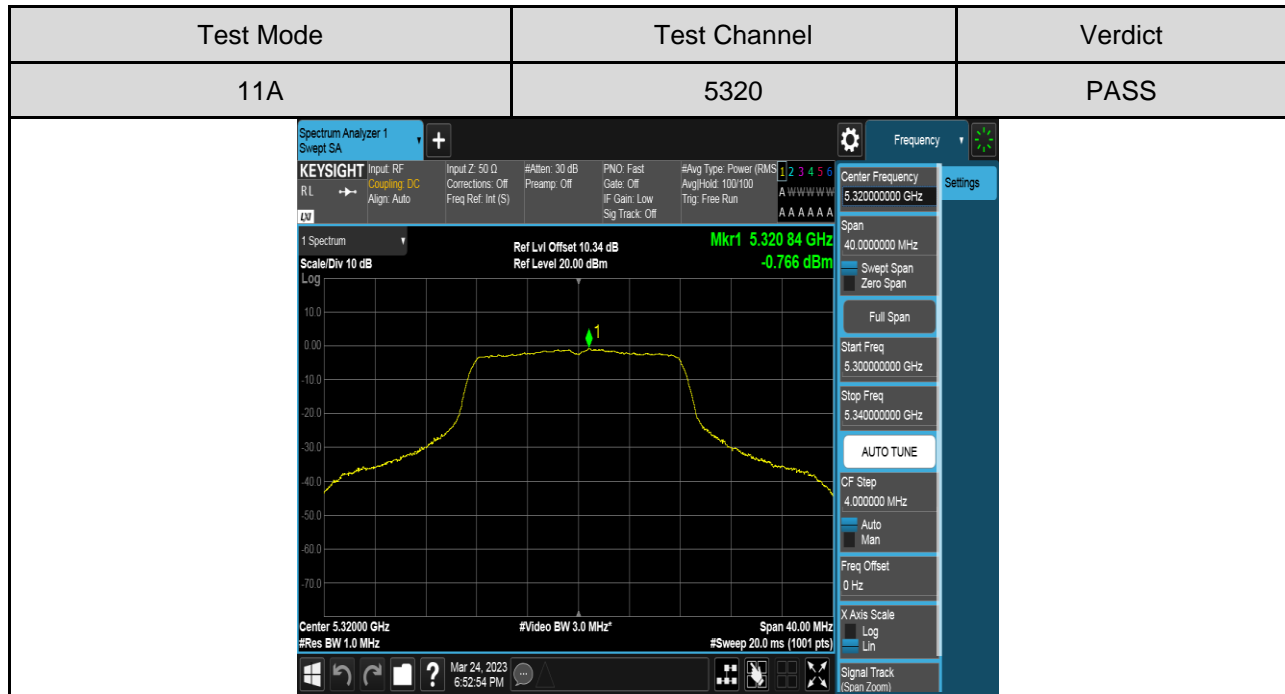 Test Mode Test Channel Verdict
11A 5320 PASS
Spectrum Analyzer 1
Swept SA
+
Frequency
KEYSIGHT Input: RF Input Z: 50 Ω #Atten: 30 dB PNO: Fast #Avg Type: Power (RMS 1 2 3 4 5 6
RL Coupling: DC Corrections: Off Preamp: Off Gate: Off Avg|Hold: 100/100 A W W W W W
Align: Auto Freq Ref: Int (S) IF Gain: Low Trig: Free Run
LXI Sig Track: Off A A A A A A
1 Spectrum Ref Lvl Offset 10.34 dB Mkr1 5.320 84 GHz
Scale/Div 10 dB Ref Level 20.00 dBm -0.766 dBm
Log
10.0
1
0.00
-10.0
-20.0
-30.0
-40.0
-50.0
-60.0
-70.0
Center 5.32000 GHz #Video BW 3.0 MHz* Span 40.00 MHz
#Res BW 1.0 MHz #Sweep 20.0 ms (1001 pts)
? Mar 24, 2023
6:52:54 PM
Center Frequency
5.320000000 GHz
Settings
Span
40.0000000 MHz
Swept Span
Zero Span
Full Span
Start Freq
5.300000000 GHz
Stop Freq
5.340000000 GHz
AUTO TUNE
CF Step
4.000000 MHz
Auto
Man
Freq Offset
0 Hz
X Axis Scale
Log
Lin
Signal Track
(Span Zoom)